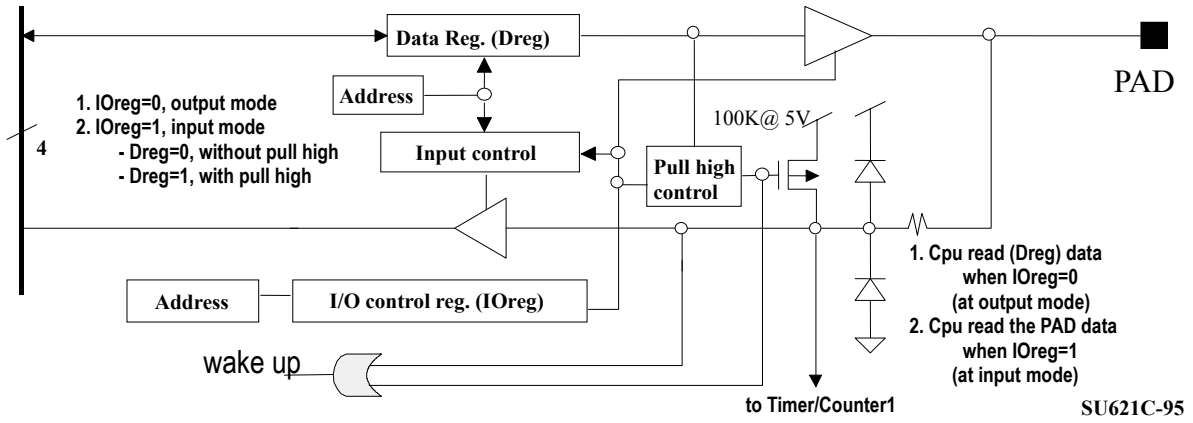 Data Reg. (Dreg)
PAD
Address
1. IOreg=0, output mode
2. IOreg=1, input mode
- Dreg=0, without pull high
- Dreg=1, with pull high
4
100K@ 5V
Input control
Pull high
control
1. Cpu read (Dreg) data
when IOreg=0
(at output mode)
2. Cpu read the PAD data
when IOreg=1
(at input mode)
Address
I/O control reg. (IOreg)
wake up
to Timer/Counter1
SU621C-95